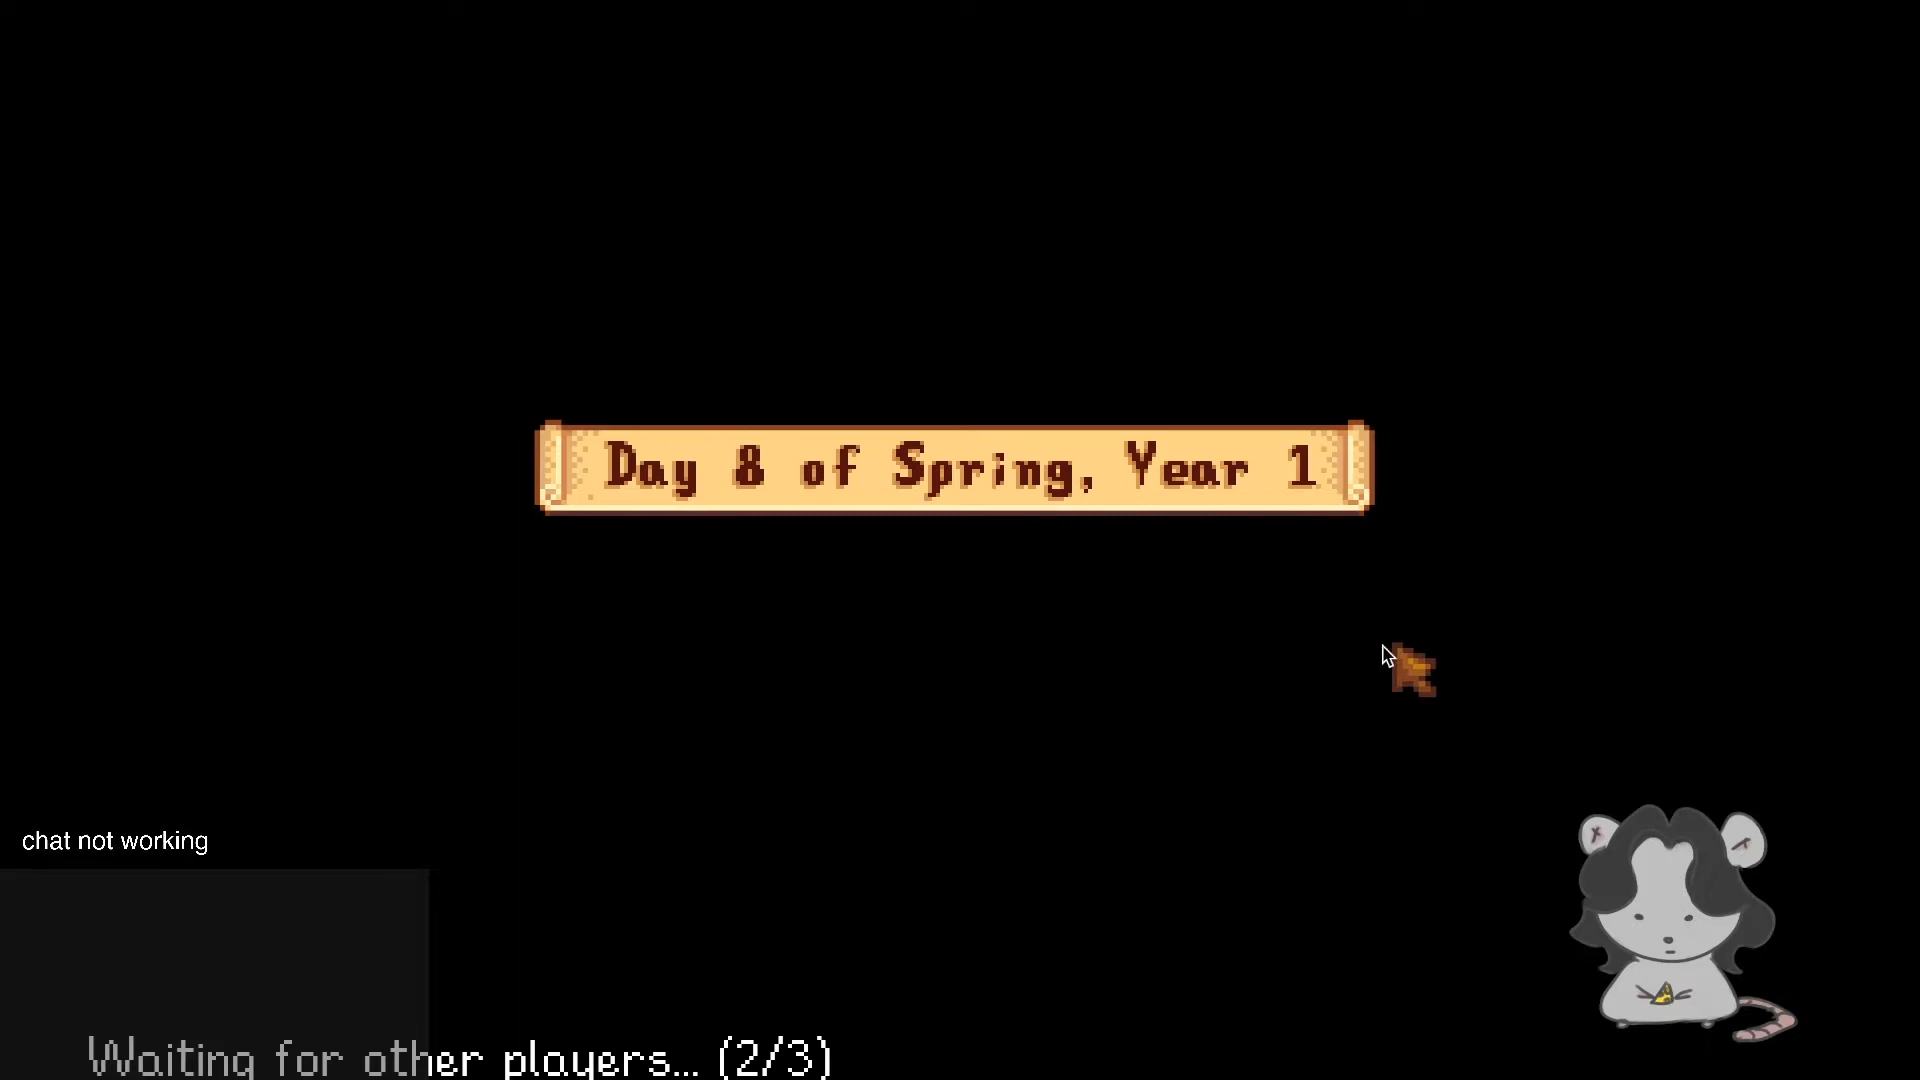 Day 8 of Spring, Year 1
chat not working
Waiting for other players... (2/3)